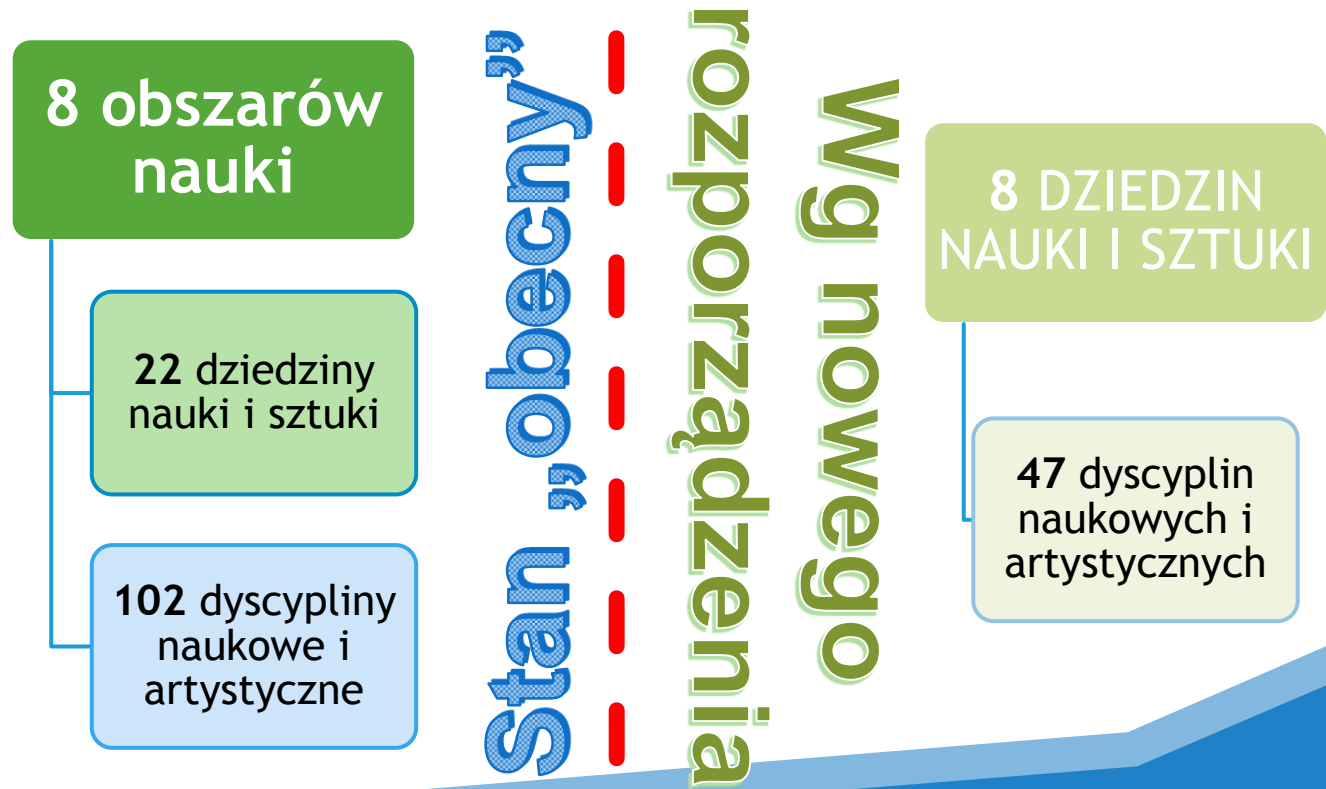 8 obszarów
nauki
22 dziedziny
nauki i sztuki
102 dyscypliny
naukowe i
artystyczne
Stan „obecny”
Wg nowego
rozporządzenia
8 DZIEDZIN
NAUKI I SZTUKI
47 dyscyplin
naukowych i
artystycznych